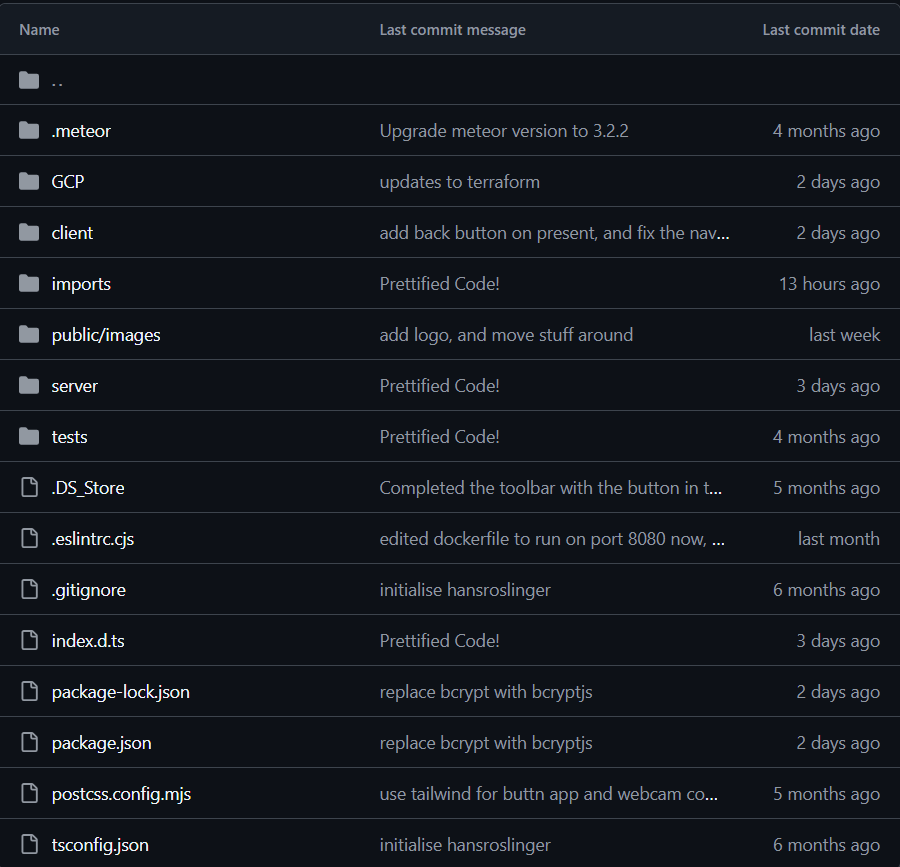 Name Last commit message Last commit date
..
.meteor Upgrade meteor version to 3.2.2 4 months ago
GCP updates to terraform 2 days ago
client add back button on present, and fix the nav... 2 days ago
imports Prettified Code! 13 hours ago
public/images add logo, and move stuff around last week
server Prettified Code! 3 days ago
tests Prettified Code! 4 months ago
.DS_Store Completed the toolbar with the button in t... 5 months ago
.eslintrc.cjs edited dockerfile to run on port 8080 now, ... last month
.gitignore initialise hansroslinger 6 months ago
index.d.ts Prettified Code! 3 days ago
package-lock.json replace bcrypt with bcryptjs 2 days ago
package.json replace bcrypt with bcryptjs 2 days ago
postcss.config.mjs use tailwind for buttn app and webcam co... 5 months ago
tsconfig.json initialise hansroslinger 6 months ago